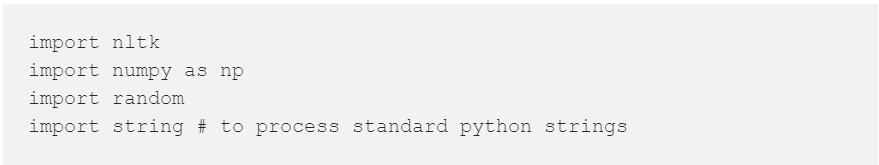 import nltk
import numpy as np
import random
import string # to process standard python strings